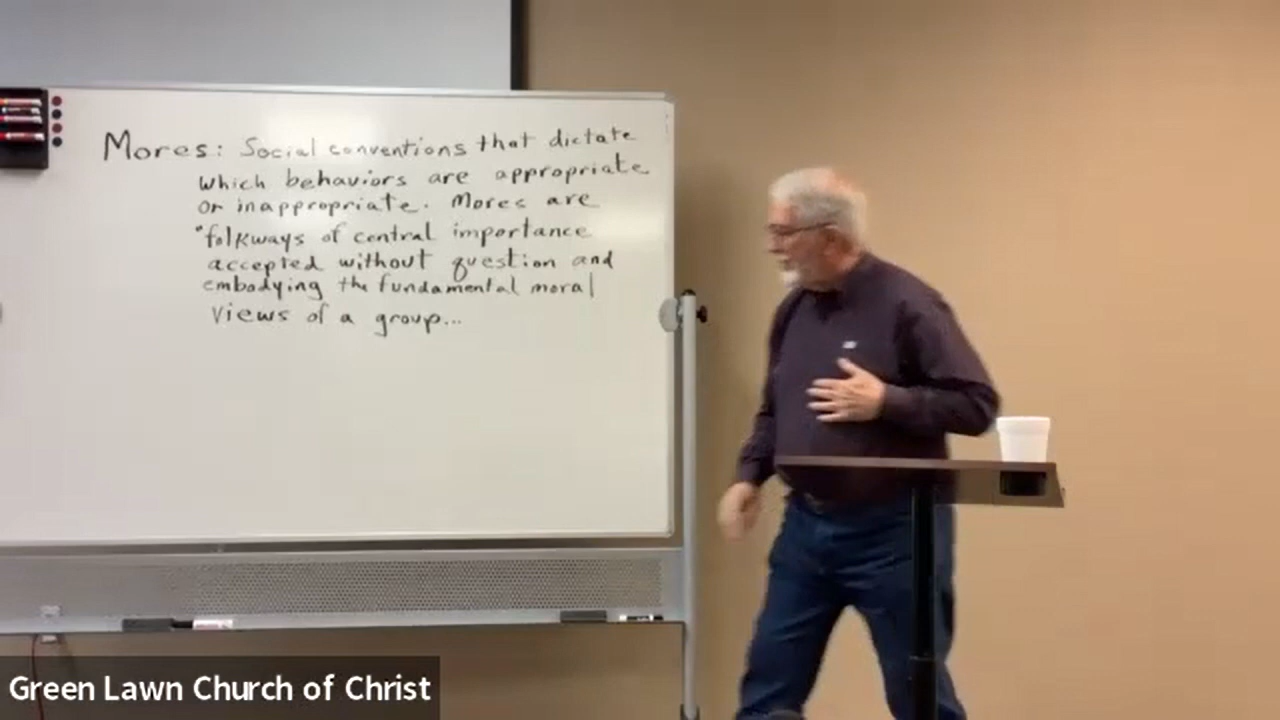 Mores: Social conventions that dictate
which behaviors are appropriate
or inappropriate. Mores are
"folkways of central importance
accepted without question and
embodying the fundamental moral
views of a group...
Green Lawn Church of Christ